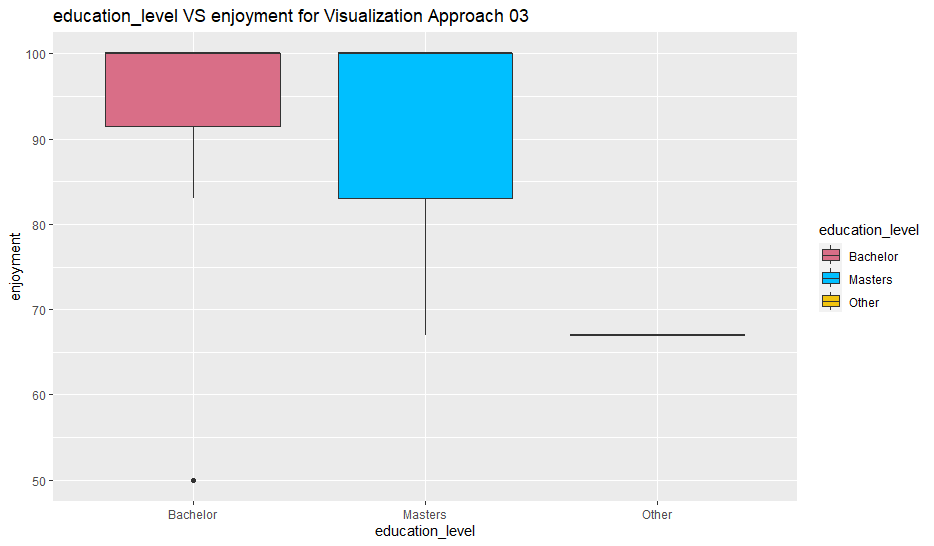 education_level VS enjoyment for Visualization Approach 03
100
90
80
70
60
50
enjoyment
Bachelor
Masters
Other
education_level
education_level
Bachelor
Masters
Other